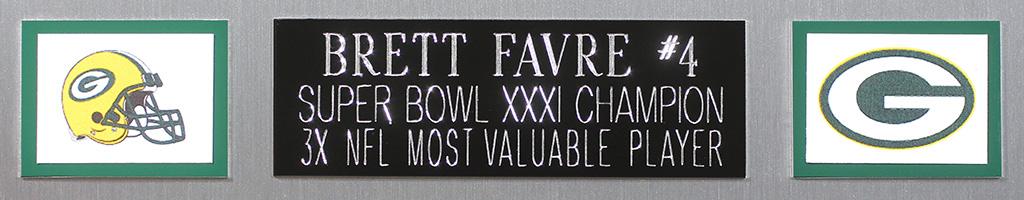 BRETT FAVRE #4
SUPER BOWL XXXI CHAMPION
3X NFL MOST VALUABLE PLAYER
G
G